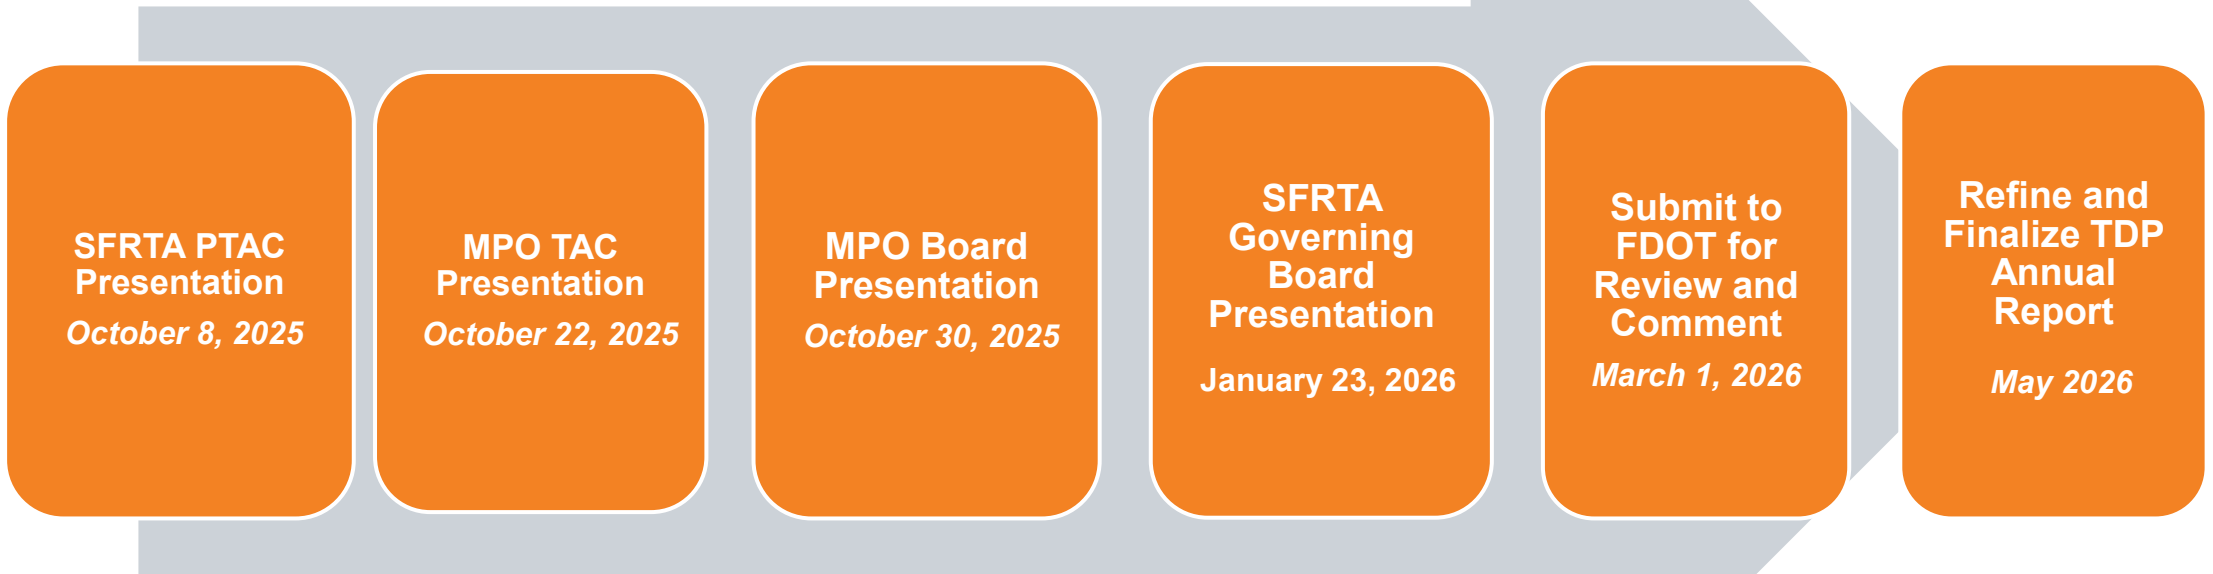 SFRTA PTAC
Presentation
October 8, 2025
MPO TAC
Presentation
October 22, 2025
MPO Board
Presentation
October 30, 2025
SFRTA
Governing
Board
Presentation
January 23, 2026
Submit to
FDOT for
Review and
Comment
March 1, 2026
Refine and
Finalize TDP
Annual
Report
May 2026